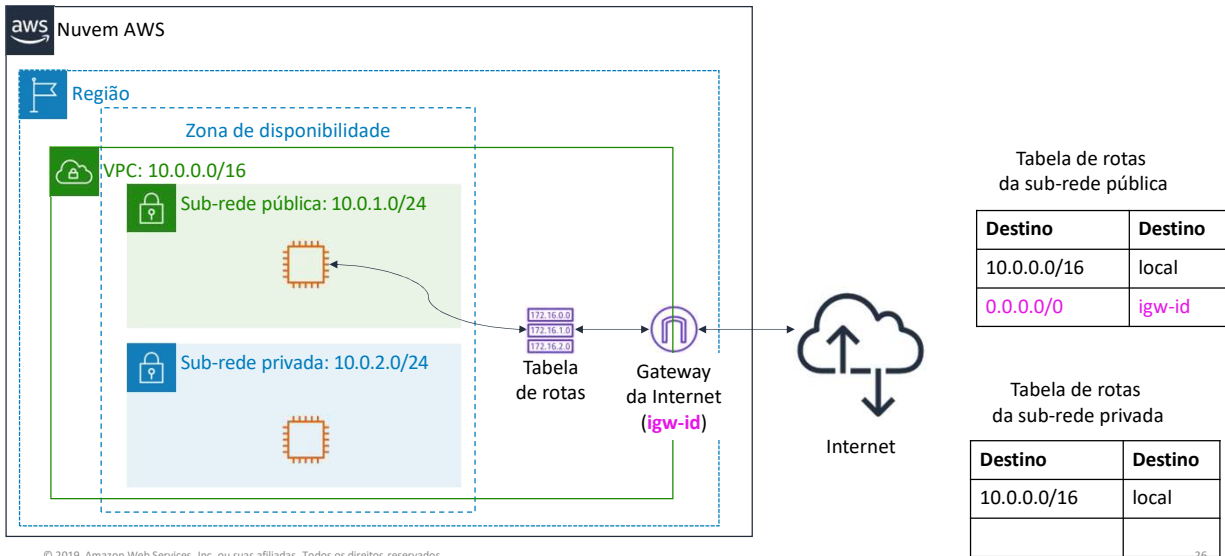 aws
Nuvem AWS
Região
Zona de disponibilidade
VPC: 10.0.0.0/16
Sub-rede pública: 10.0.1.0/24
Sub-rede privada: 10.0.2.0/24
172.16.0.0
172.16.1.0
172.16.2.0
Tabela
de rotas
Gateway
da Internet
(igw-id)
Internet
Tabela de rotas
da sub-rede pública
Destino Destino
10.0.0.0/16 local
0.0.0.0/0 igw-id
Tabela de rotas
da sub-rede privada
Destino Destino
10.0.0.0/16 local
© 2019, Amazon Web Services, Inc. ou suas afiliadas. Todos os direitos reservados.
26